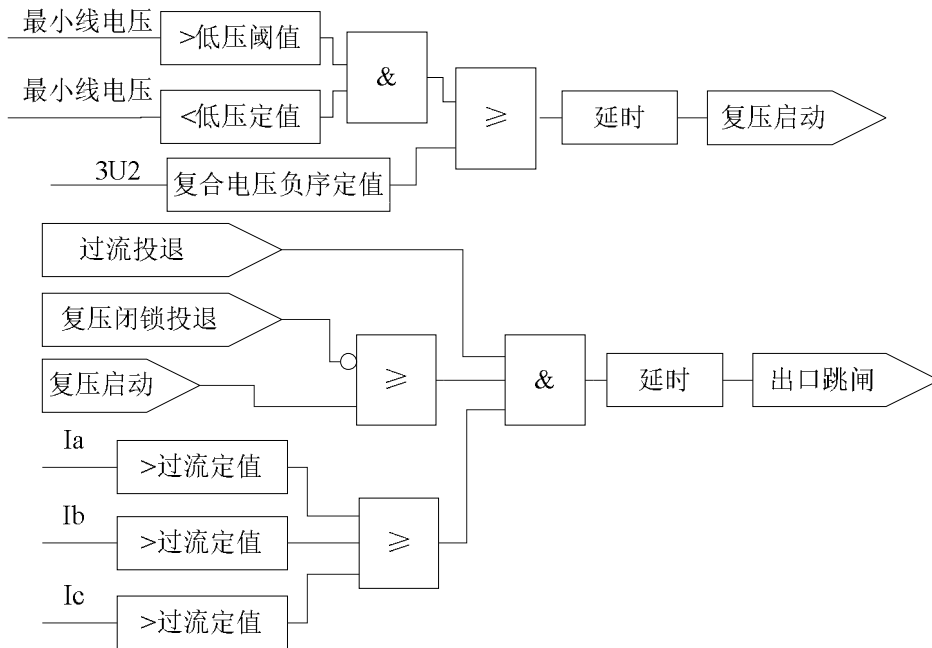 最小线电压
>低压阈值
&
最小线电压
<低压定值
≥
延时
复压启动
3U2
复合电压负序定值
过流投退
复压闭锁投退
≥
&
延时
出口跳闸
复压启动
Ia
>过流定值
Ib
>过流定值
≥
Ic
>过流定值